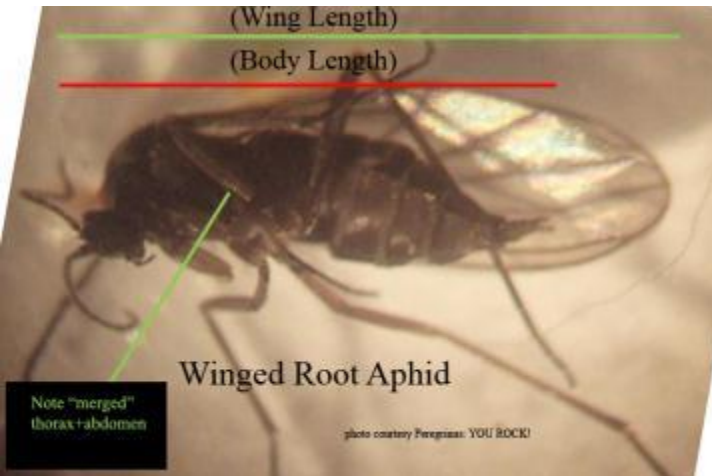 (Wing Length)
(Body Length)
Winged Root Aphid
Note "merged"
thorax+abdomen
photo courtesy Peregrinus: YOU ROCK!